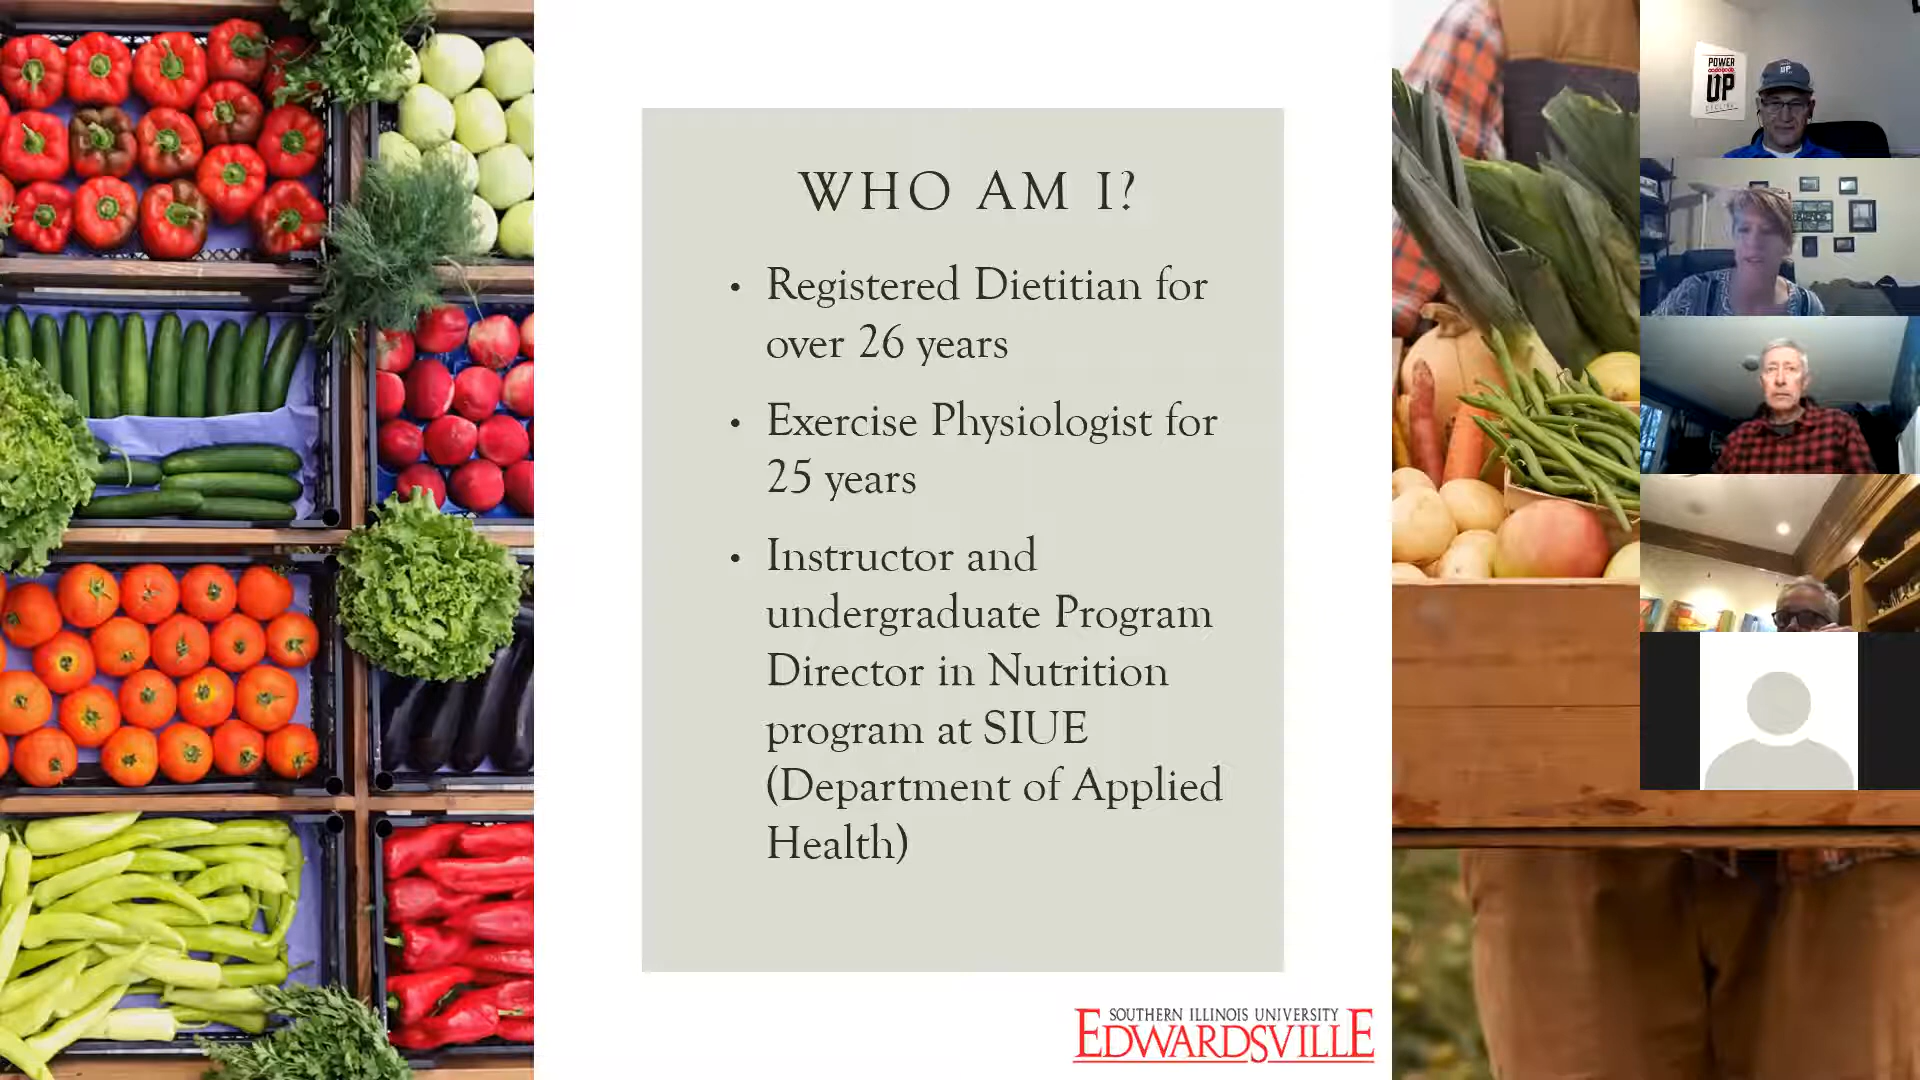 WHO AM I?
• Registered Dietitian for
over 26 years
• Exercise Physiologist for
25 years
• Instructor and
undergraduate Program
Director in Nutrition
program at SIUE
(Department of Applied
Health)
SOUTHERN ILLINOIS UNIVERSITY
EDWARDSVILLE
POWER
UP
UP